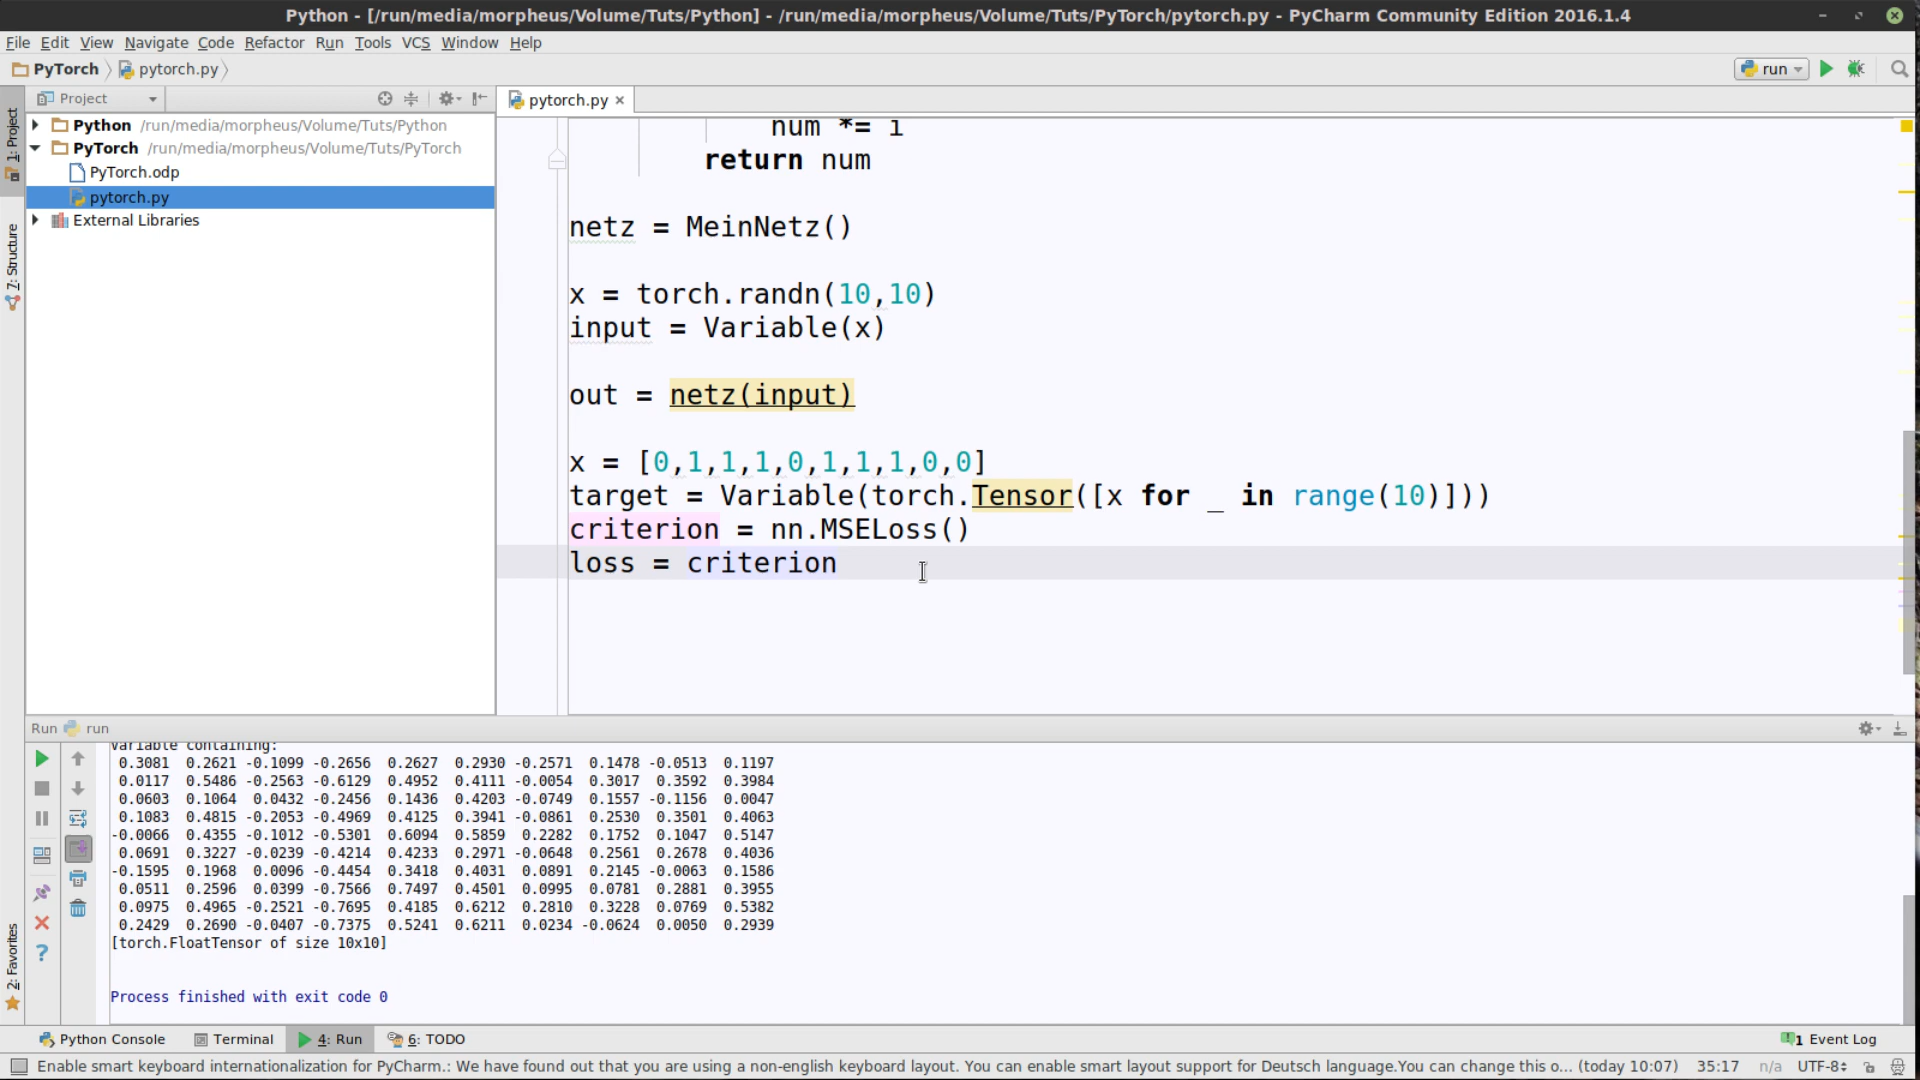 Python - [/run/media/morpheus/Volume/Tuts/Python] - /run/media/morpheus/Volume/Tuts/PyTorch/pytorch.py - PyCharm Community Edition 2016.1.4
File Edit View Navigate Code Refactor Run Tools VCS Window Help
PyTorch pytorch.py run
Project pytorch.py
1: Project
7: Structure
2: Favorites
Python /run/media/morpheus/Volume/Tuts/Python
PyTorch /run/media/morpheus/Volume/Tuts/PyTorch
PyTorch.odp
pytorch.py
External Libraries
num *= i
return num
netz = MeinNetz()
x = torch.randn(10,10)
input = Variable(x)
out = netz(input)
x = [0,1,1,1,0,1,1,1,0,0]
target = Variable(torch.Tensor([x for _ in range(10)]))
criterion = nn.MSELoss()
loss = criterion
Run run
Variable containing:
0.3081 0.2621 -0.1099 -0.2656 0.2627 0.2930 -0.2571 0.1478 -0.0513 0.1197
0.0117 0.5486 -0.2563 -0.6129 0.4952 0.4111 -0.0054 0.3017 0.3592 0.3984
0.0603 0.1064 0.0432 -0.2456 0.1436 0.4203 -0.0749 0.1557 -0.1156 0.0047
0.1083 0.4815 -0.2053 -0.4969 0.4125 0.3941 -0.0861 0.2530 0.3501 0.4063
-0.0066 0.4355 -0.1012 -0.5301 0.6094 0.5859 0.2282 0.1752 0.1047 0.5147
0.0691 0.3227 -0.0239 -0.4214 0.4233 0.2971 -0.0648 0.2561 0.2678 0.4036
-0.1595 0.1968 0.0096 -0.4454 0.3418 0.4031 0.0891 0.2145 -0.0063 0.1586
0.0511 0.2596 0.0399 -0.7566 0.7497 0.4501 0.0995 0.0781 0.2881 0.3955
0.0975 0.4965 -0.2521 -0.7695 0.4185 0.6212 0.2810 0.3228 0.0769 0.5382
0.2429 0.2690 -0.0407 -0.7375 0.5241 0.6211 0.0234 -0.0624 0.0050 0.2939
[torch.FloatTensor of size 10x10]
Process finished with exit code 0
Python Console Terminal 4: Run 6: TODO 1 Event Log
Enable smart keyboard internationalization for PyCharm.: We have found out that you are using a non-english keyboard layout. You can enable smart layout support for Deutsch language.You can change this o... (today 10:07) 35:17 n/a UTF-8